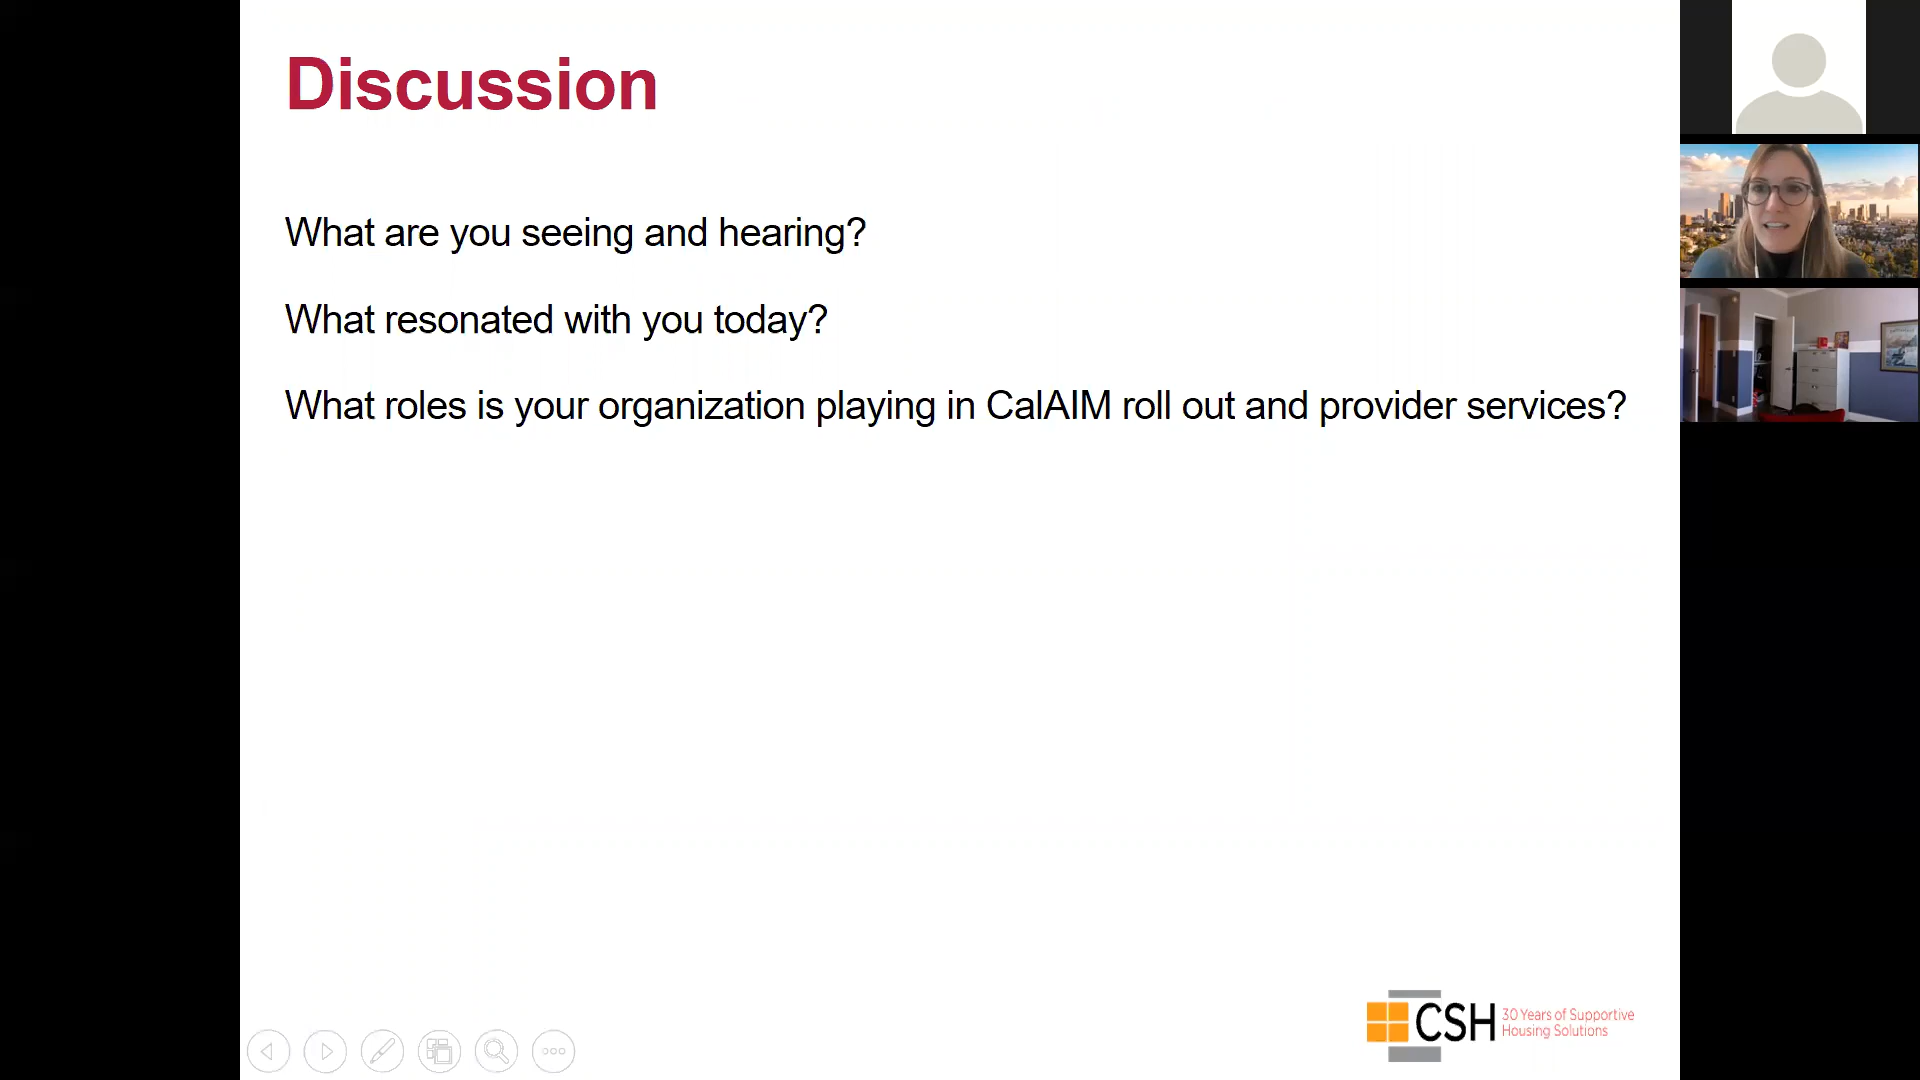 Discussion
What are you seeing and hearing?
What resonated with you today?
What roles is your organization playing in CalAIM roll out and provider services?
CSH 30 Years of Supportive
Housing Solutions